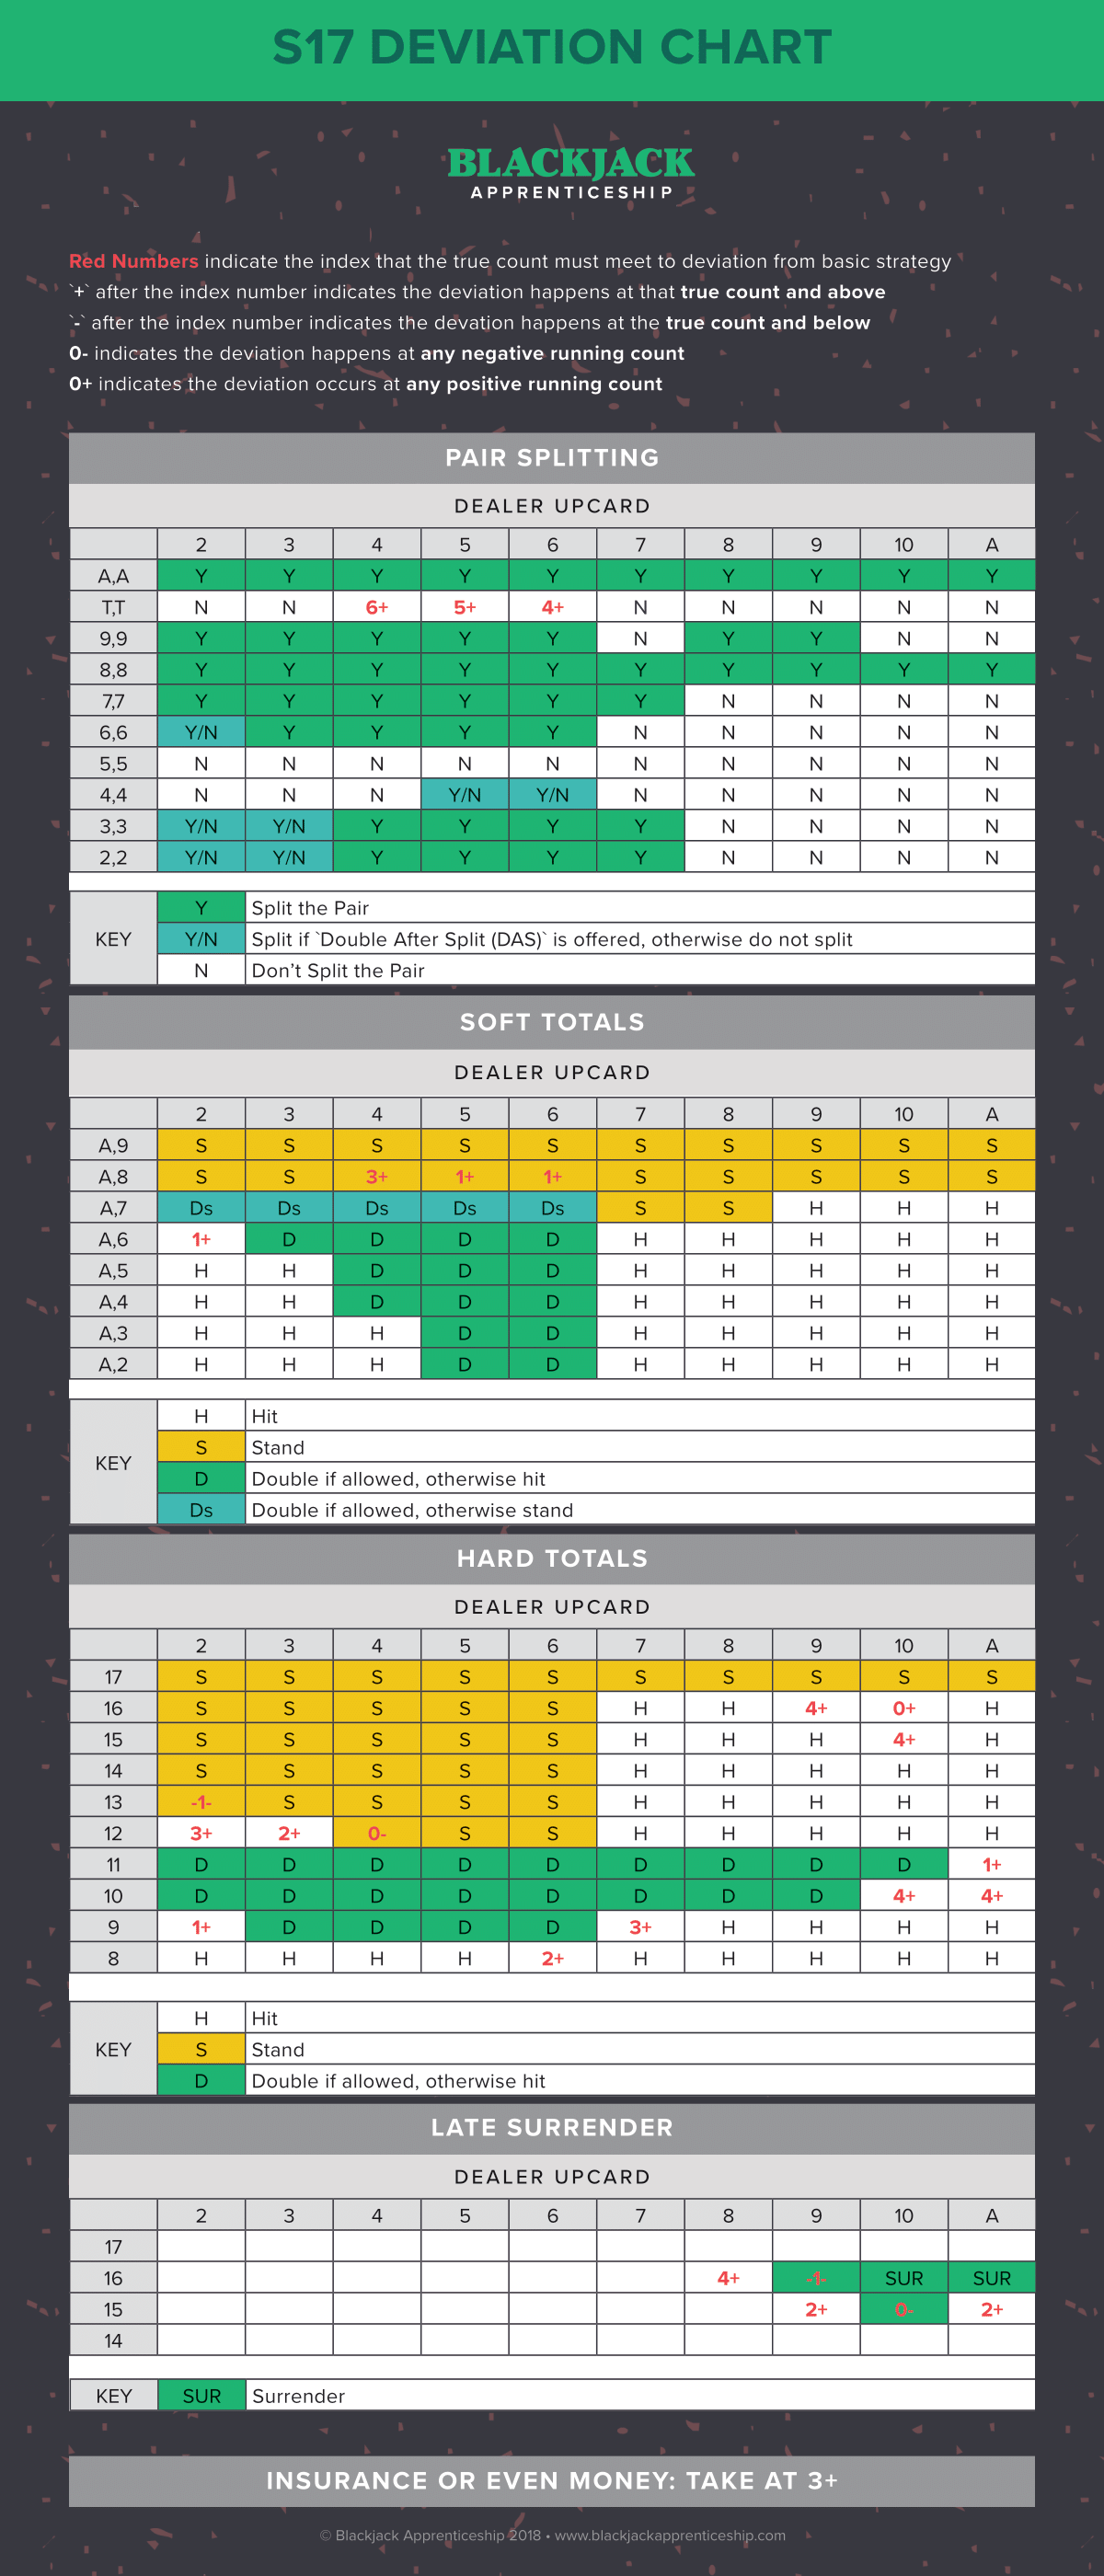 S17 DEVIATION CHART
BLACKJACK
APPRENTICESHIP
Red Numbers indicate the index that the true count must meet to deviation from basic strategy
`+` after the index number indicates the deviation happens at that true count and above
`-` after the index number indicates the devation happens at the true count and below
0- indicates the deviation happens at any negative running count
0+ indicates the deviation occurs at any positive running count
PAIR SPLITTING
DEALER UPCARD
2 3 4 5 6 7 8 9 10 A
A,A Y Y Y Y Y Y Y Y Y Y
T,T N N 6+ 5+ 4+ N N N N N
9,9 Y Y Y Y Y N Y Y N N
8,8 Y Y Y Y Y Y Y Y Y Y
7,7 Y Y Y Y Y Y N N N N
6,6 Y/N Y Y Y Y N N N N N
5,5 N N N N N N N N N N
4,4 N N N Y/N Y/N N N N N N
3,3 Y/N Y/N Y Y Y Y N N N N
2,2 Y/N Y/N Y Y Y Y N N N N
KEY
Y Split the Pair
Y/N Split if `Double After Split (DAS)` is offered, otherwise do not split
N Don’t Split the Pair
SOFT TOTALS
DEALER UPCARD
2 3 4 5 6 7 8 9 10 A
A,9 S S S S S S S S S S
A,8 S S 3+ 1+ 1+ S S S S S
A,7 Ds Ds Ds Ds Ds S S H H H
A,6 1+ D D D D H H H H H
A,5 H H D D D H H H H H
A,4 H H D D D H H H H H
A,3 H H H D D H H H H H
A,2 H H H D D H H H H H
KEY
H Hit
S Stand
D Double if allowed, otherwise hit
Ds Double if allowed, otherwise stand
HARD TOTALS
DEALER UPCARD
2 3 4 5 6 7 8 9 10 A
17 S S S S S S S S S S
16 S S S S S H H 4+ 0+ H
15 S S S S S H H H 4+ H
14 S S S S S H H H H H
13 -1- S S S S H H H H H
12 3+ 2+ 0- S S H H H H H
11 D D D D D D D D D 1+
10 D D D D D D D D 4+ 4+
9 1+ D D D D 3+ H H H H
8 H H H H 2+ H H H H H
KEY
H Hit
S Stand
D Double if allowed, otherwise hit
LATE SURRENDER
DEALER UPCARD
2 3 4 5 6 7 8 9 10 A
17
16 4+ -1- SUR SUR
15 2+ 0- 2+
14
KEY SUR Surrender
INSURANCE OR EVEN MONEY: TAKE AT 3+
© Blackjack Apprenticeship 2018 • www.blackjackapprenticeship.com